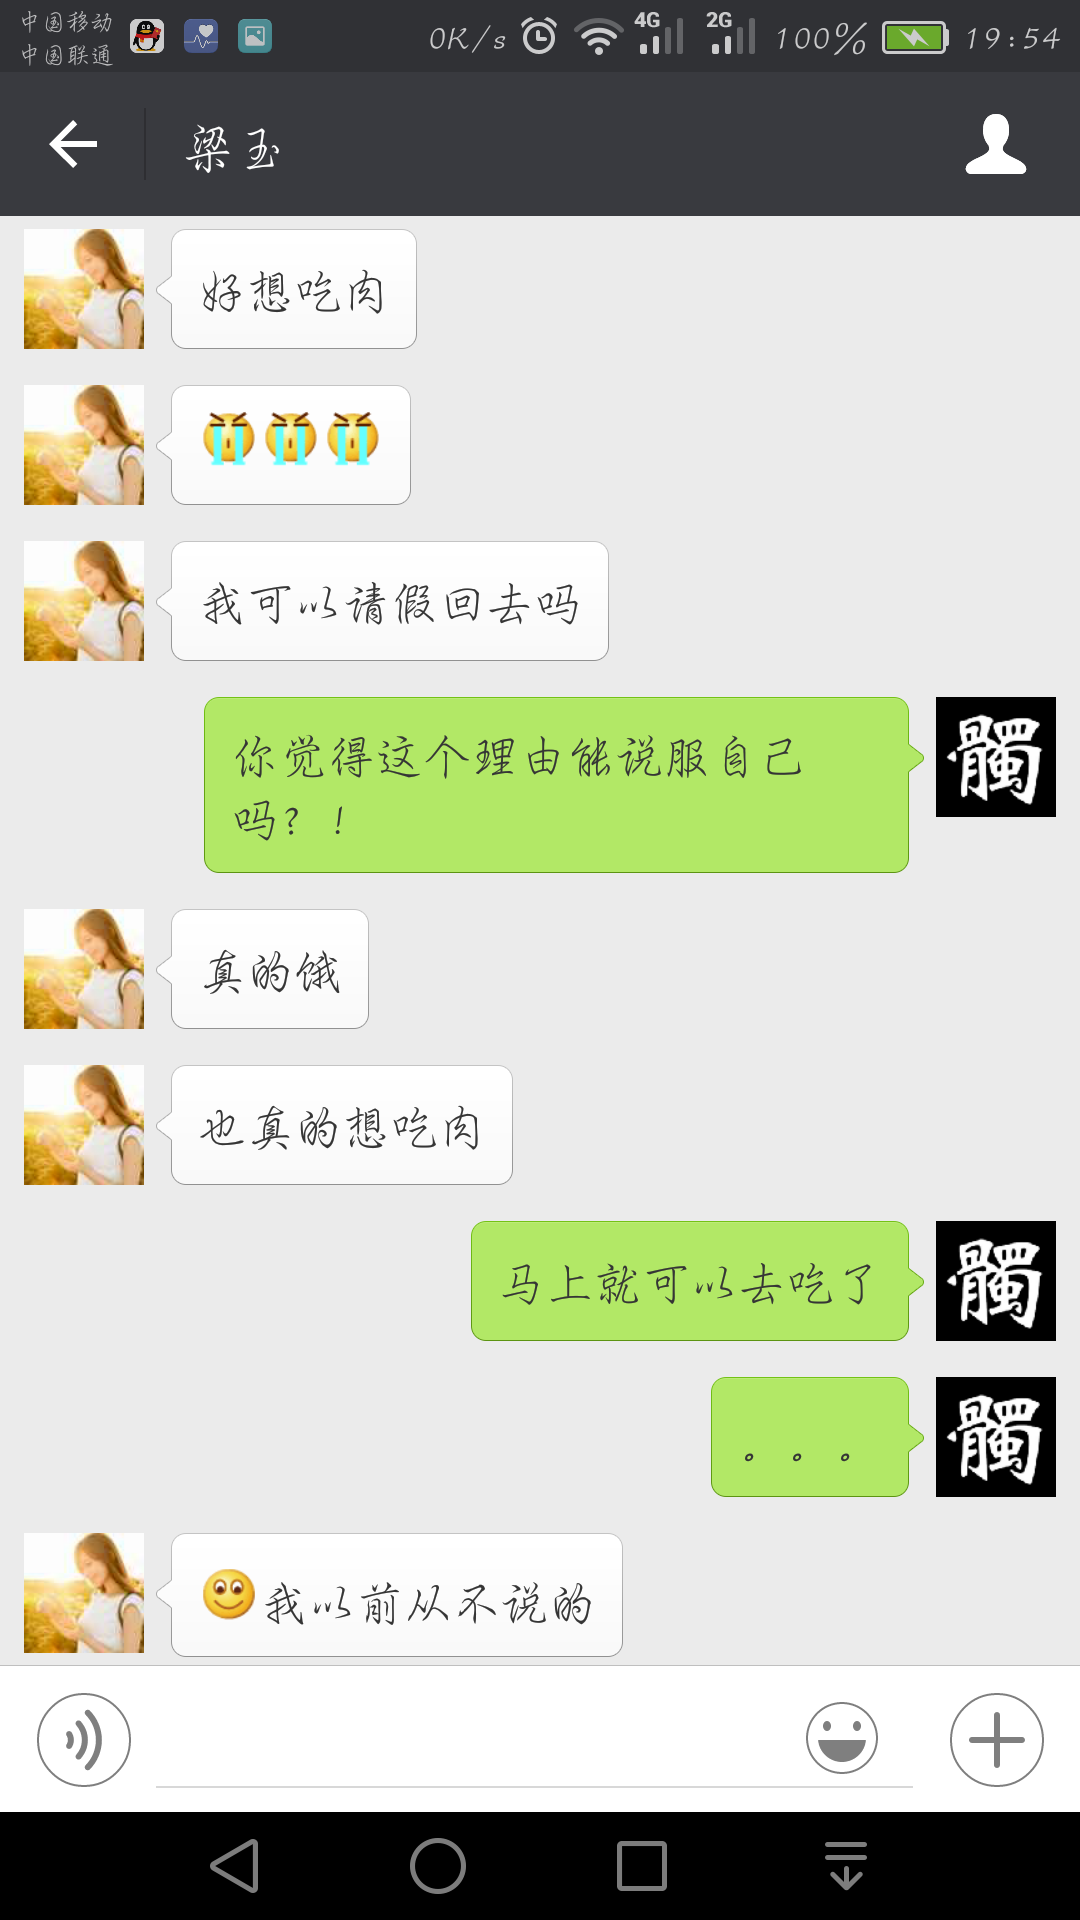 中国移动
中国联通
0K/s 4G 2G 100% 19:54
梁玉
好想吃肉
我可以请假回去吗
你觉得这个理由能说服自己
吗？！
髑
真的饿
也真的想吃肉
马上就可以去吃了
髑
。。。
髑
我以前从不说的